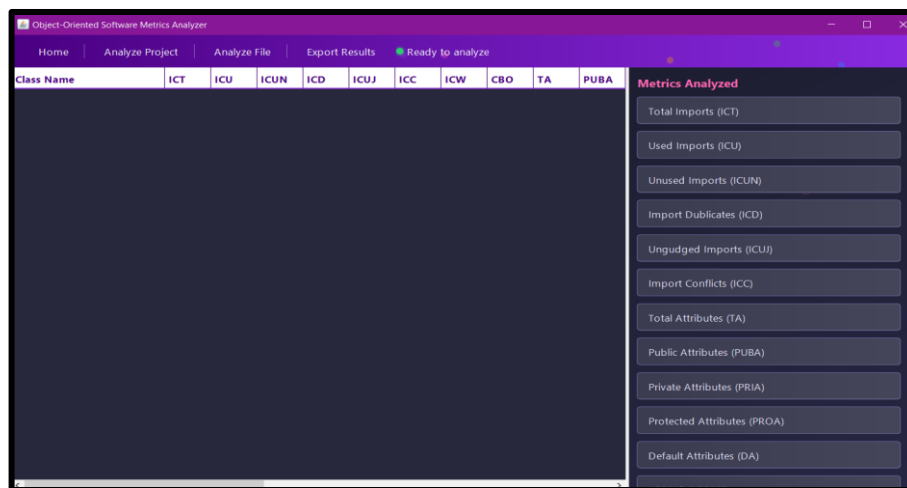 Object-Oriented Software Metrics Analyzer
Home Analyze Project Analyze File Export Results Ready to analyze
Class Name ICT ICU ICUN ICD ICUJ ICC ICW CBO TA PUBA
Metrics Analyzed
Total Imports (ICT)
Used Imports (ICU)
Unused Imports (ICUN)
Import Dublicates (ICD)
Ungudged Imports (ICUJ)
Import Conflicts (ICC)
Total Attributes (TA)
Public Attributes (PUBA)
Private Attributes (PRIA)
Protected Attributes (PROA)
Default Attributes (DA)